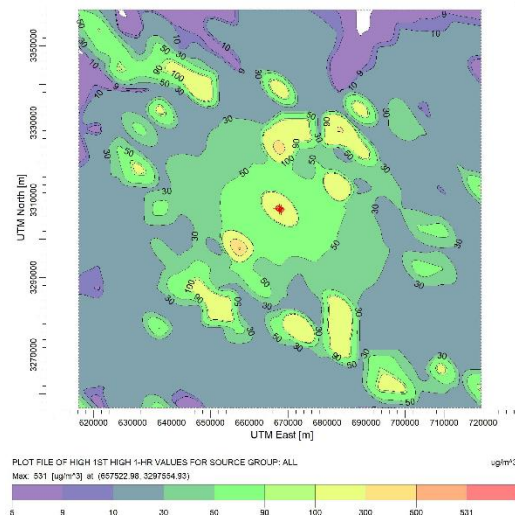 3350000
3330000
3310000
3290000
3270000
UTM North [m]
620000 630000 640000 650000 660000 670000 680000 690000 700000 710000 720000
UTM East [m]
PLOT FILE OF HIGH 1ST HIGH 1-HR VALUES FOR SOURCE GROUP: ALL
ug/m^3
Max: 531 [ug/m^3] at (657522.98, 3297554.93)
5 9 10 30 50 90 100 300 500 531